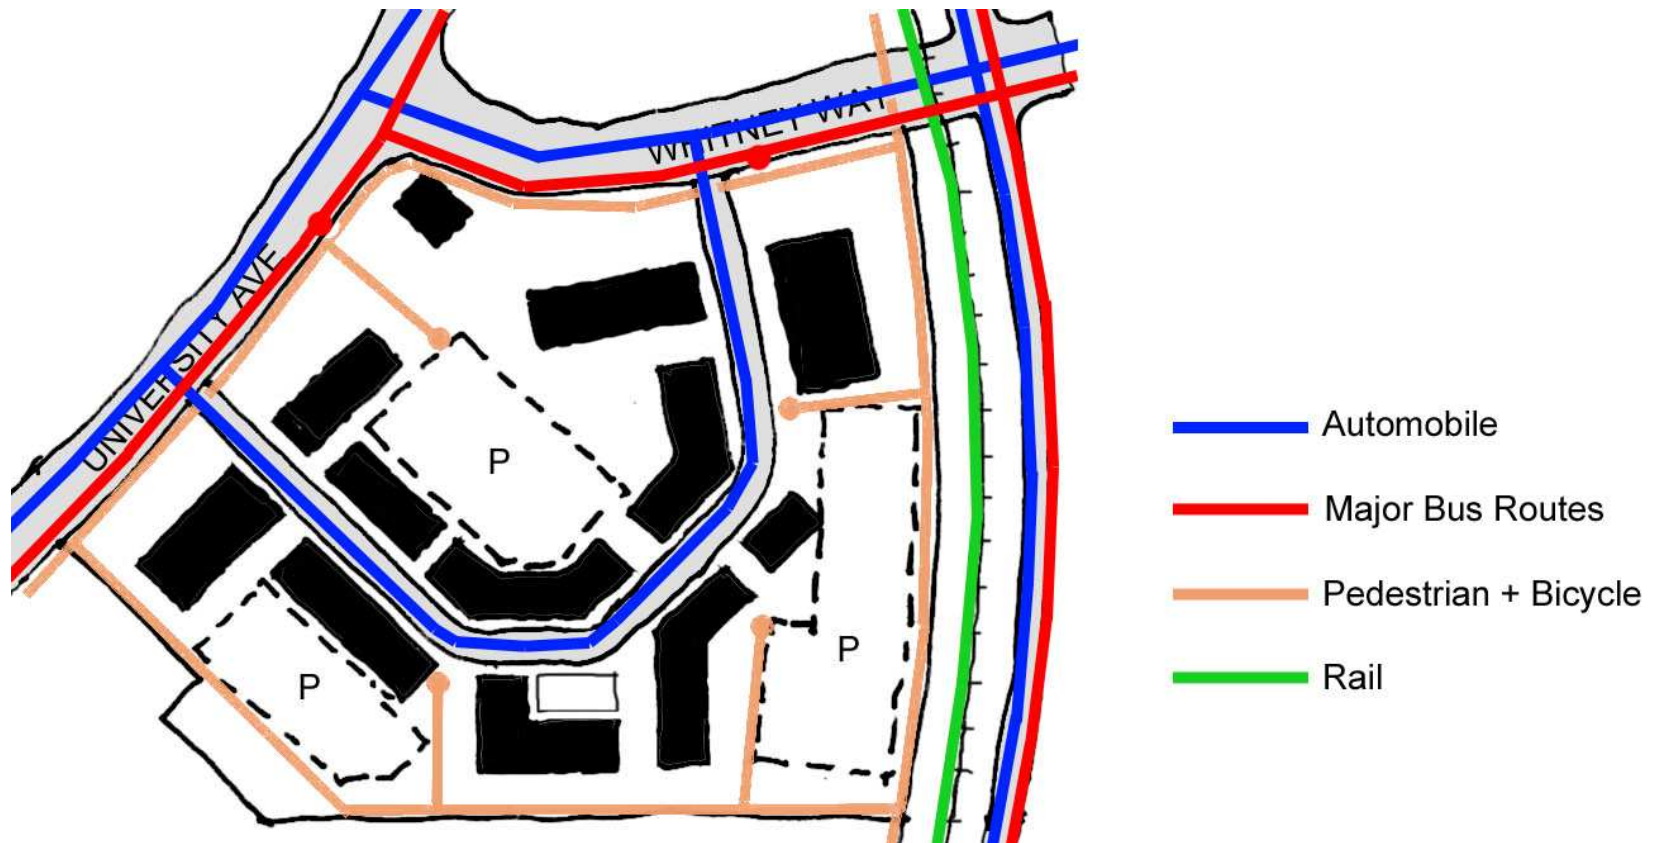 WHITNEY WAY
UNIVERSITY AVE
P
P
P
Automobile
Major Bus Routes
Pedestrian + Bicycle
Rail